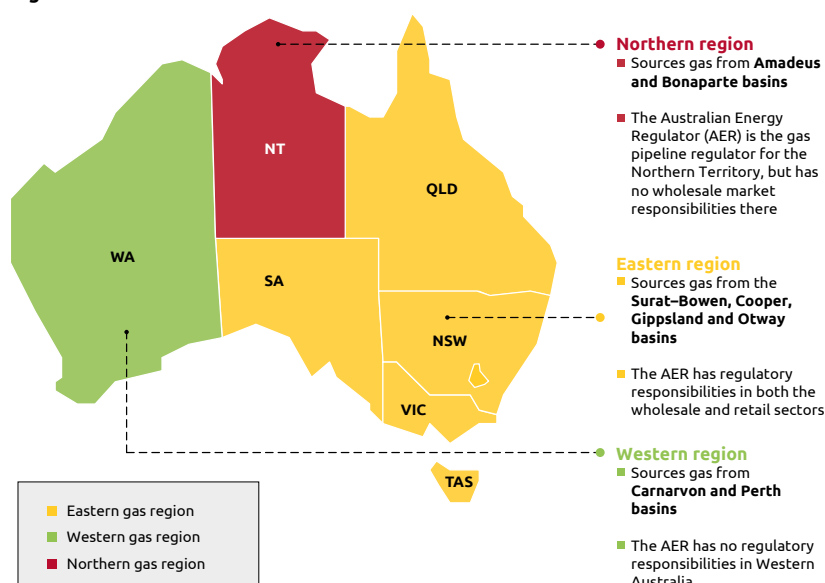 NT
QLD
WA
SA
NSW
VIC
TAS
Eastern gas region
Western gas region
Northern gas region
Northern region
Sources gas from Amadeus
and Bonaparte basins
The Australian Energy
Regulator (AER) is the gas
pipeline regulator for the
Northern Territory, but has
no wholesale market
responsibilities there
Eastern region
Sources gas from the
Surat–Bowen, Cooper,
Gippsland and Otway
basins
The AER has regulatory
responsibilities in both the
wholesale and retail sectors
Western region
Sources gas from
Carnarvon and Perth
basins
The AER has no regulatory
responsibilities in Western
Australia